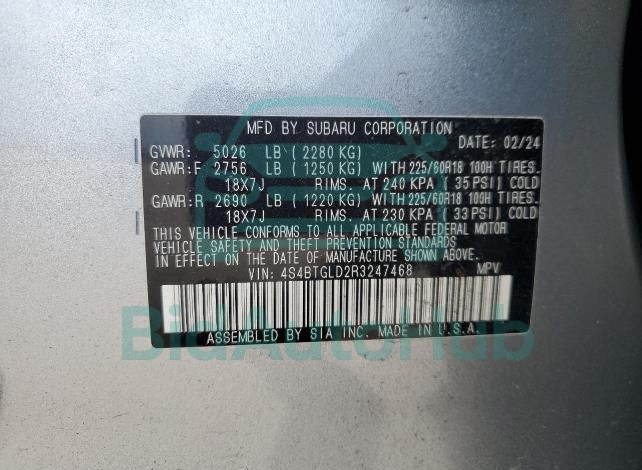 MFD BY SUBARU CORPORATION
DATE: 02/24
GVWR: 5026 LB ( 2280 KG)
GAWR:F 2756 LB ( 1250 KG) WITH 225/60R18 100H TIRES.
18X7J RIMS. AT 240 KPA ( 35 PSI) COLD
GAWR:R 2690 LB ( 1220 KG) WITH 225/60R18 100H TIRES.
18X7J RIMS. AT 230 KPA ( 33 PSI) COLD
THIS VEHICLE CONFORMS TO ALL APPLICABLE FEDERAL MOTOR
VEHICLE SAFETY AND THEFT PREVENTION STANDARDS
IN EFFECT ON THE DATE OF MANUFACTURE SHOWN ABOVE.
VIN: 4S4BTGLD2R3247468 MPV
ASSEMBLED BY SIA INC. MADE IN U.S.A.
BidAutoHub